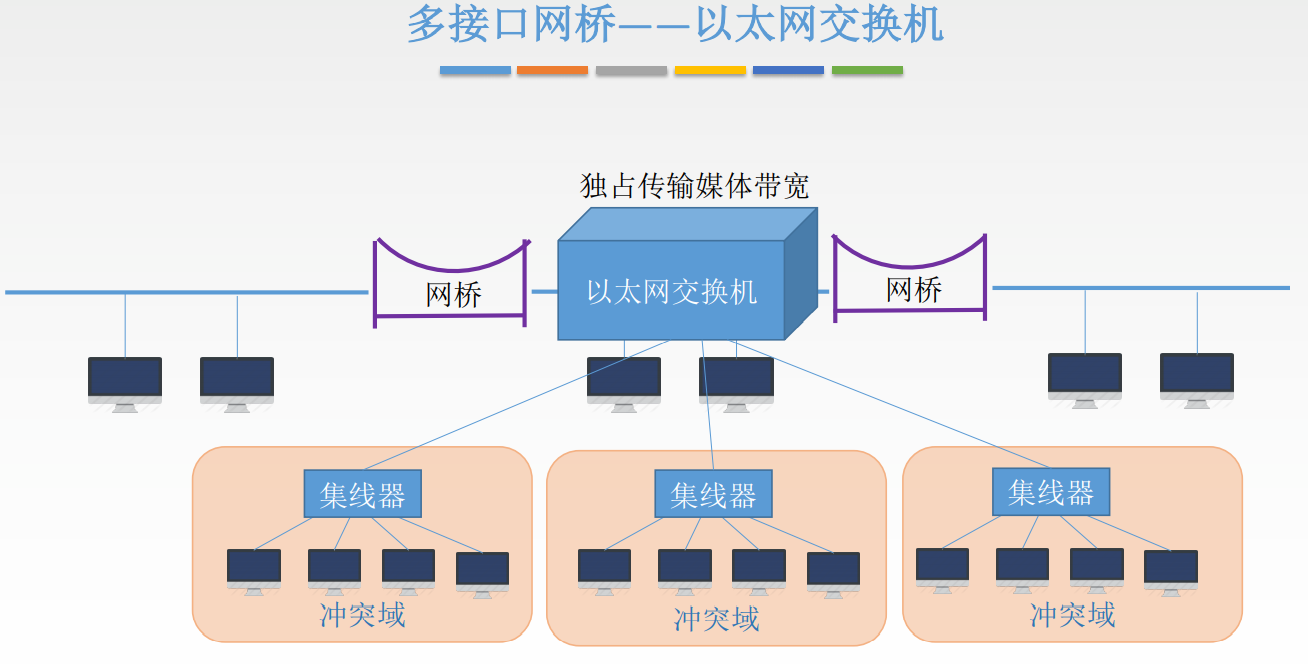 多接口网桥——以太网交换机
独占传输媒体带宽
网桥
以太网交换机
网桥
集线器
集线器
集线器
冲突域
冲突域
冲突域